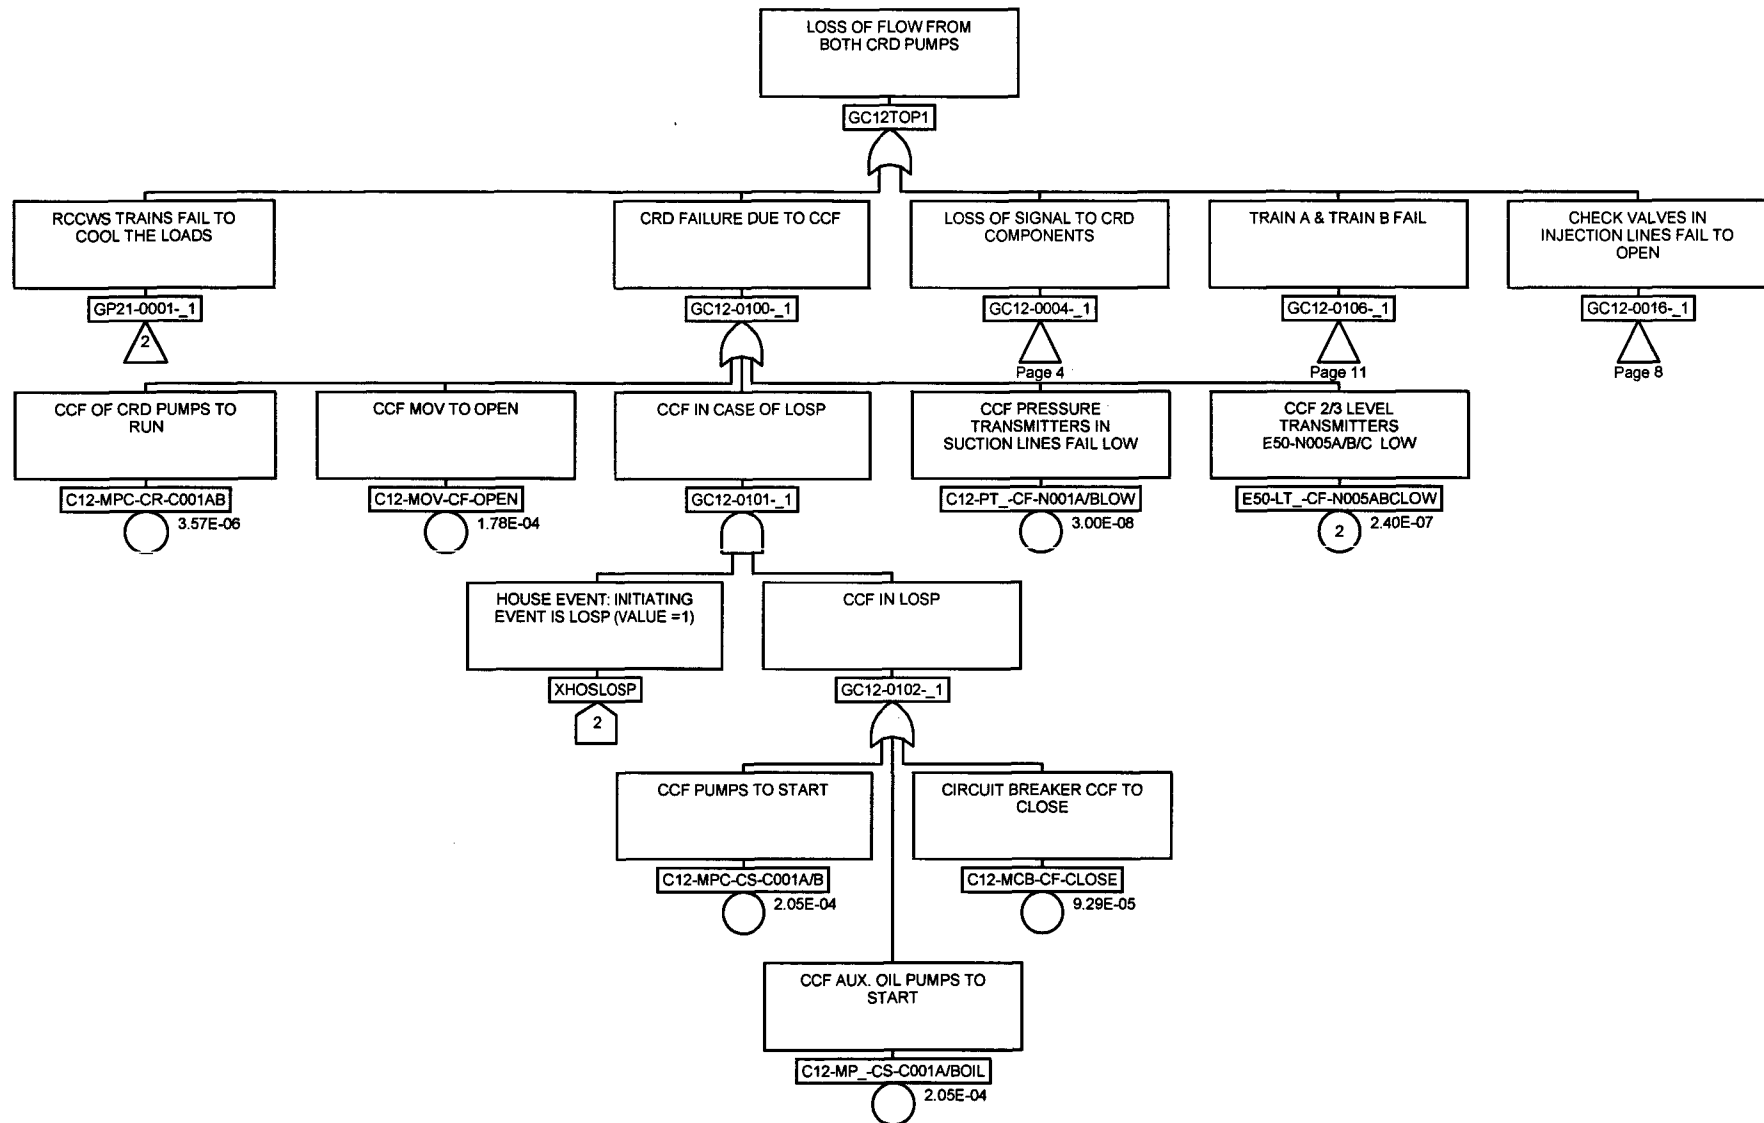 LOSS OF FLOW FROM
BOTH CRD PUMPS
GC12TOP1
RCCWS TRAINS FAIL TO
COOL THE LOADS
GP21-0001-_1
2
CRD FAILURE DUE TO CCF
GC12-0100-_1
LOSS OF SIGNAL TO CRD
COMPONENTS
GC12-0004-_1
Page 4
TRAIN A & TRAIN B FAIL
GC12-0106-_1
Page 11
CHECK VALVES IN
INJECTION LINES FAIL TO
OPEN
GC12-0016-_1
Page 8
CCF OF CRD PUMPS TO
RUN
C12-MPC-CR-C001AB
3.57E-06
CCF MOV TO OPEN
C12-MOV-CF-OPEN
1.78E-04
CCF IN CASE OF LOSP
GC12-0101-_1
CCF PRESSURE
TRANSMITTERS IN
SUCTION LINES FAIL LOW
C12-PT_-CF-N001A/BLOW
3.00E-08
CCF 2/3 LEVEL
TRANSMITTERS
E50-N005A/B/C LOW
E50-LT_-CF-N005ABCLOW
2
2.40E-07
HOUSE EVENT: INITIATING
EVENT IS LOSP (VALUE =1)
XHOSLOSP
2
CCF IN LOSP
GC12-0102-_1
CCF PUMPS TO START
C12-MPC-CS-C001A/B
2.05E-04
CIRCUIT BREAKER CCF TO
CLOSE
C12-MCB-CF-CLOSE
9.29E-05
CCF AUX. OIL PUMPS TO
START
C12-MP_-CS-C001A/BOIL
2.05E-04